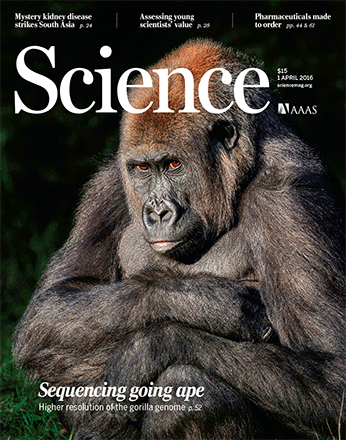 Mystery kidney disease
strikes South Asia p. 24
Assessing young
scientists' value p. 28
Pharmaceuticals made
to order pp. 44 & 61
Science
$15
1 APRIL 2016
sciencemag.org
AAAS
Sequencing going ape
Higher resolution of the gorilla genome p. 52